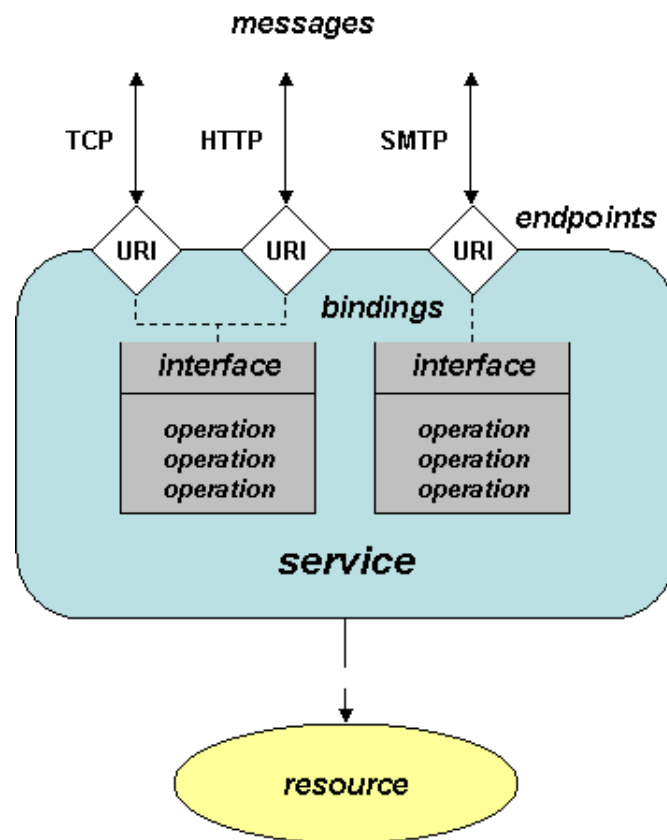 messages
TCP HTTP SMTP
endpoints
URI URI URI
bindings
interface interface
operation operation
operation operation
operation operation
service
resource